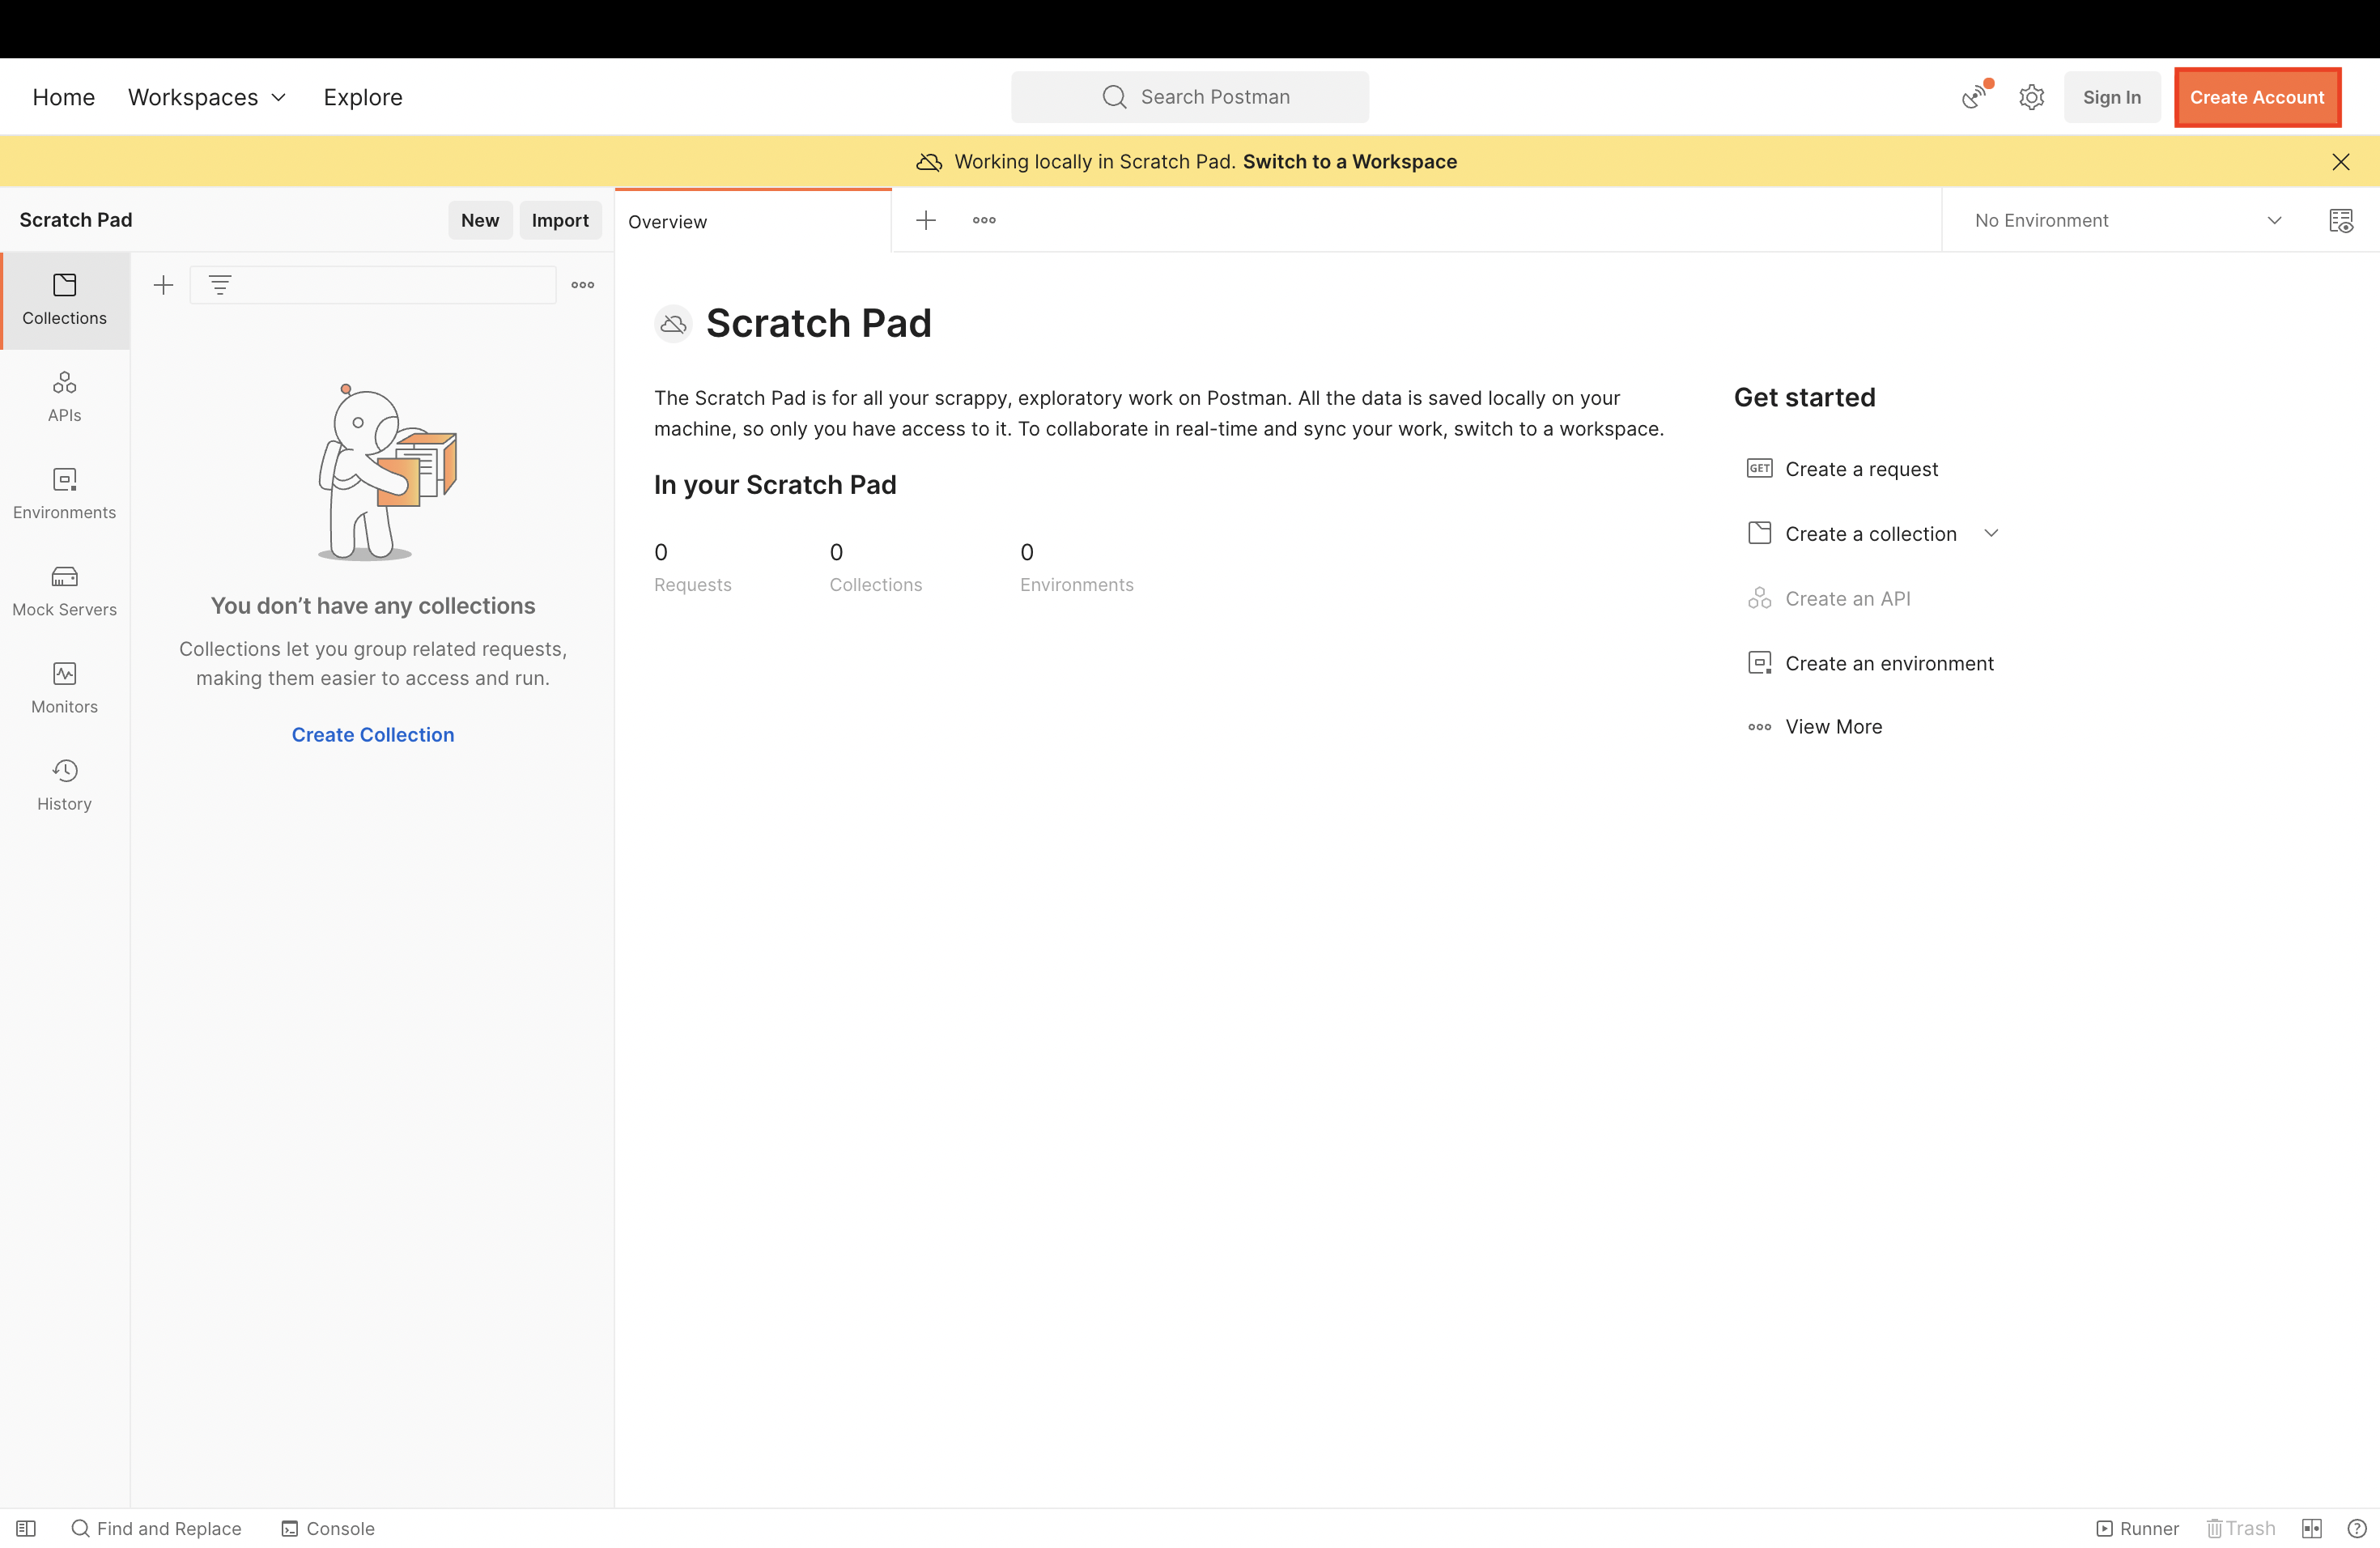 Home Workspaces Explore Search Postman Sign In Create Account
Working locally in Scratch Pad. Switch to a Workspace
Scratch Pad New Import Overview No Environment
Collections
APIs
Environments
Mock Servers
Monitors
History
You don’t have any collections
Collections let you group related requests,
making them easier to access and run.
Create Collection
Scratch Pad
The Scratch Pad is for all your scrappy, exploratory work on Postman. All the data is saved locally on your
machine, so only you have access to it. To collaborate in real-time and sync your work, switch to a workspace.
In your Scratch Pad
0 0 0
Requests Collections Environments
Get started
GET Create a request
Create a collection
Create an API
Create an environment
View More
Find and Replace Console Runner Trash